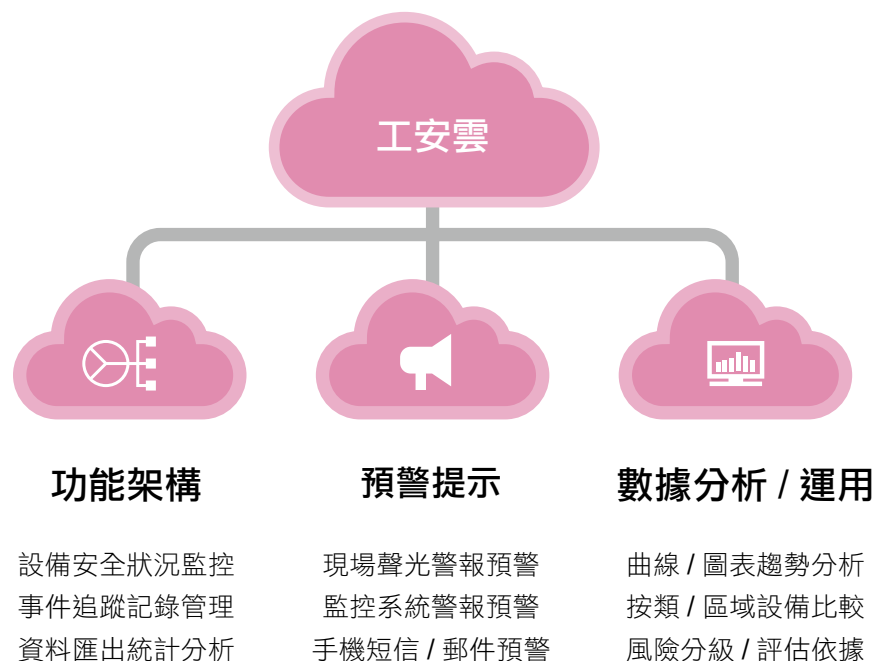 工安雲
功能架構
設備安全狀況監控
事件追蹤記錄管理
資料匯出統計分析
預警提示
現場聲光警報預警
監控系統警報預警
手機短信 / 郵件預警
數據分析 / 運用
曲線 / 圖表趨勢分析
按類 / 區域設備比較
風險分級 / 評估依據